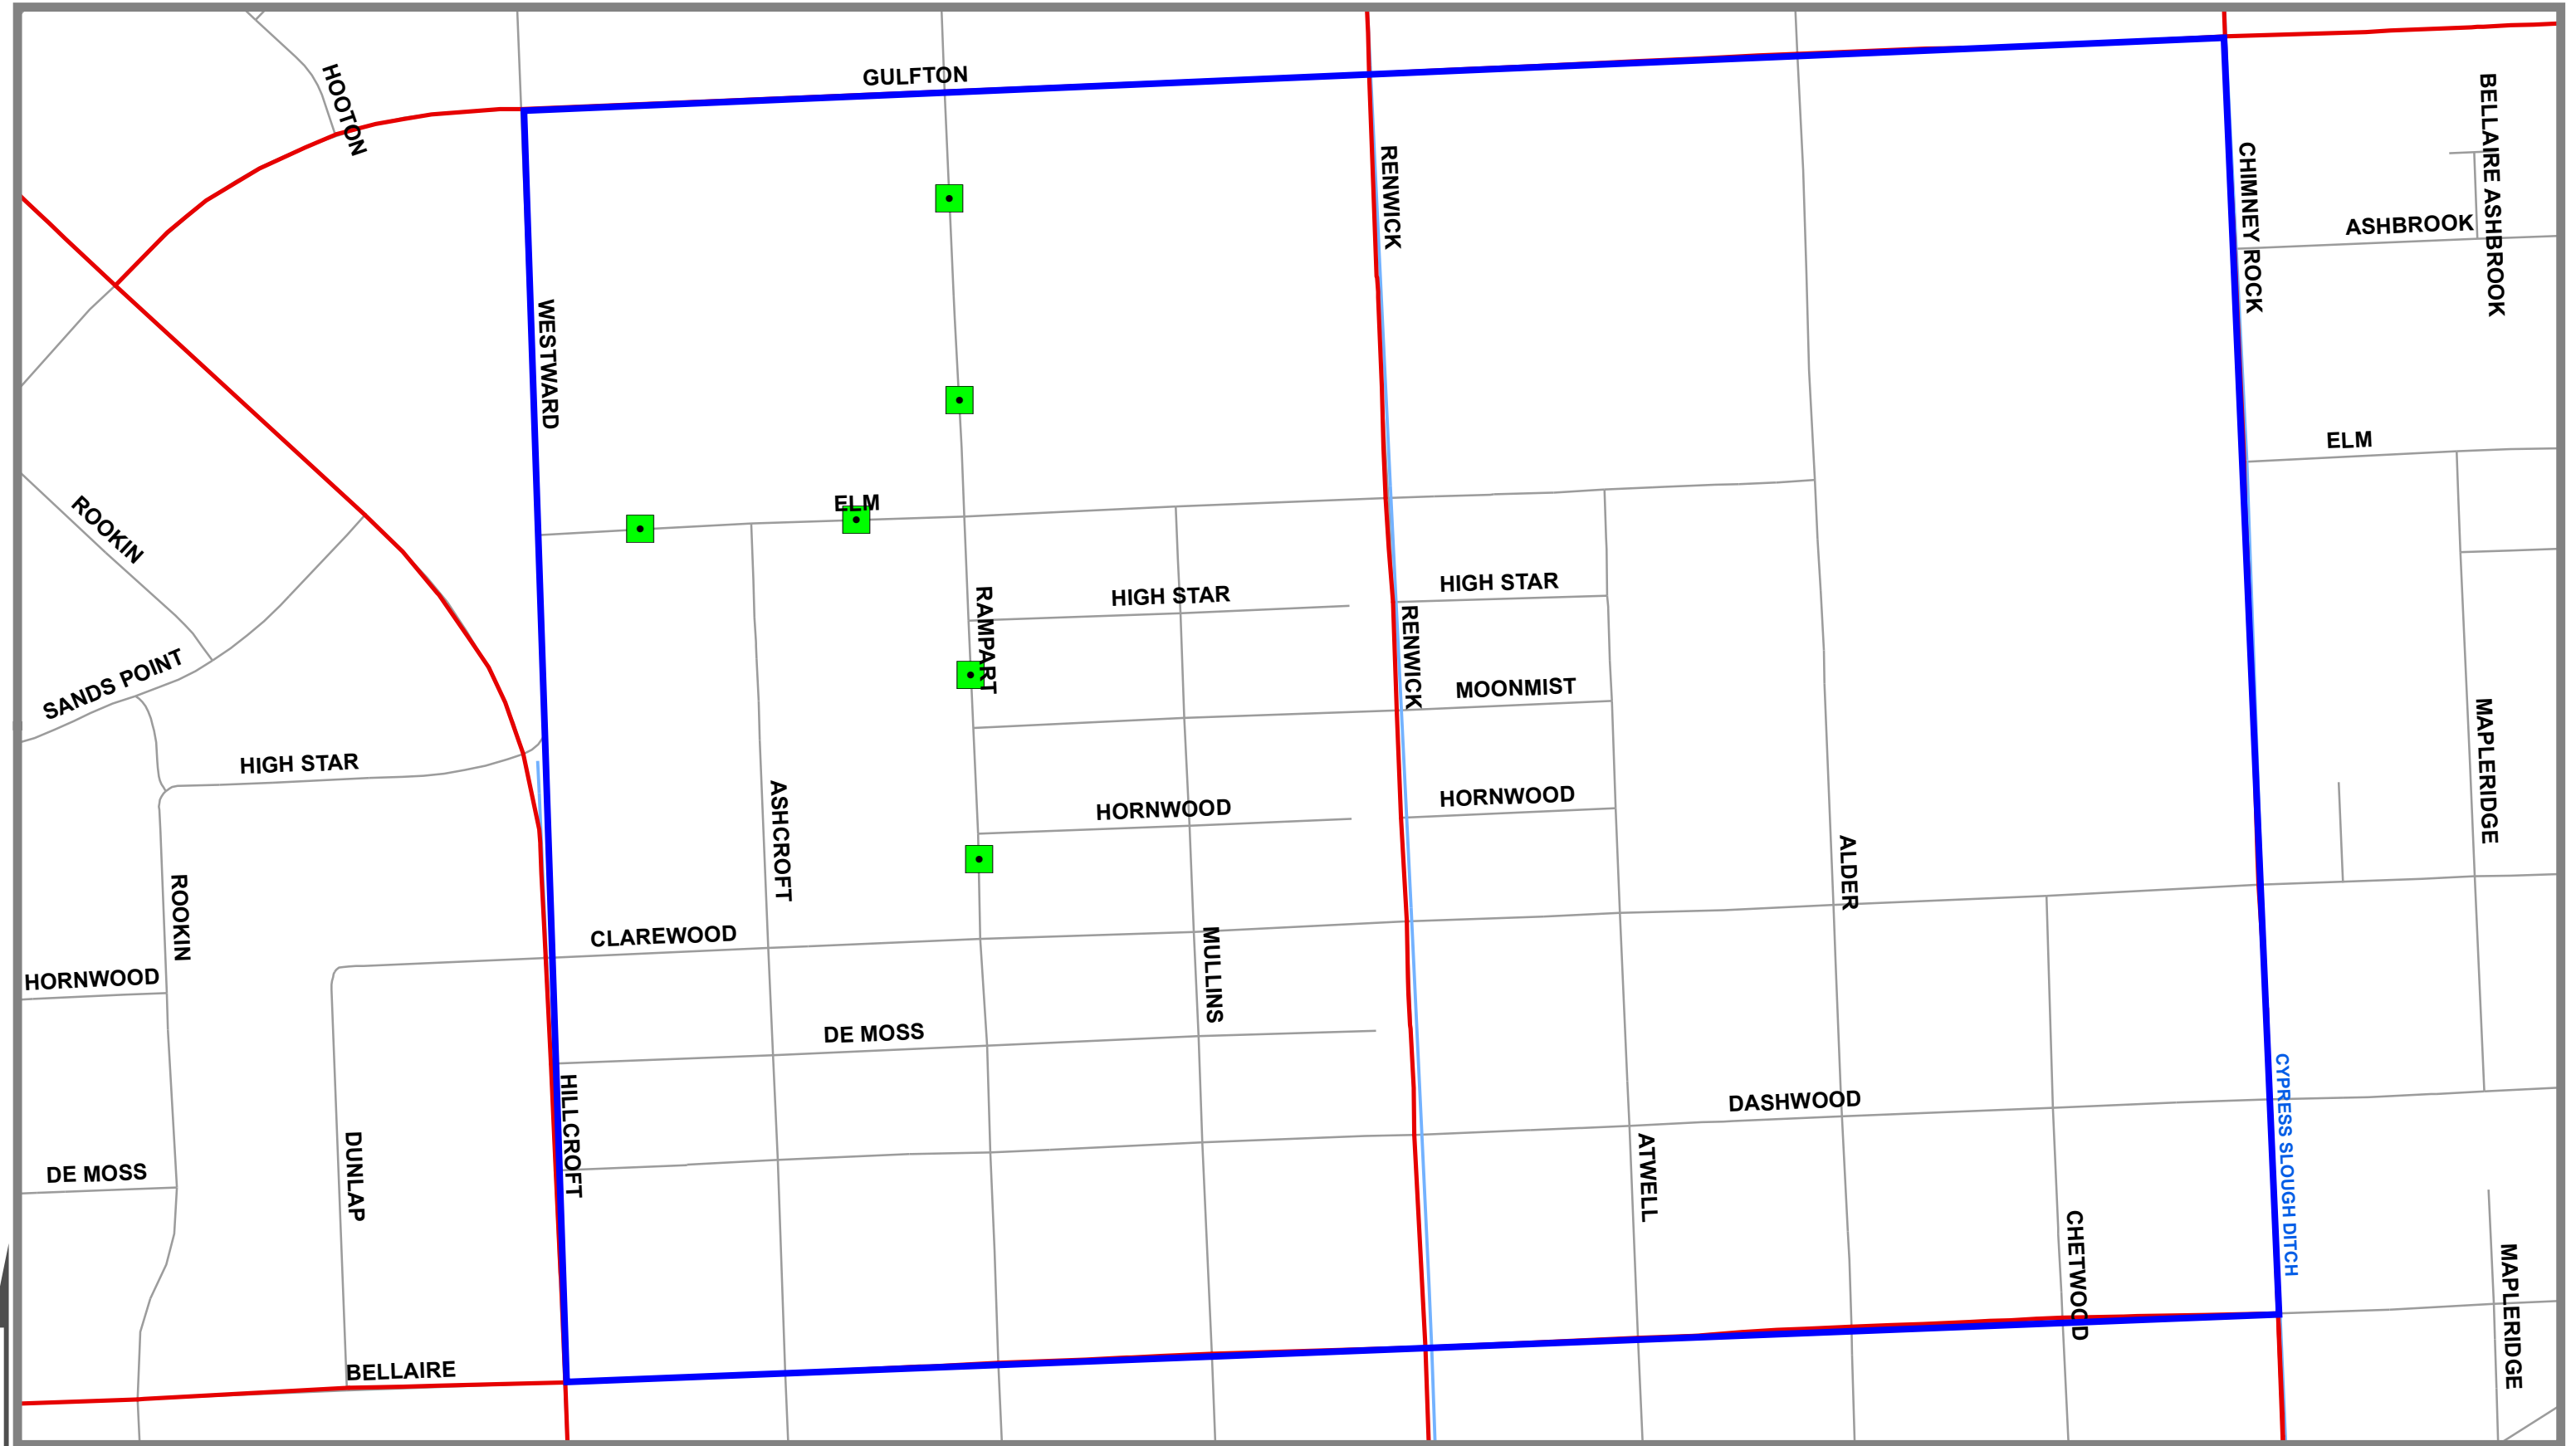 GULFTON
HOOTON
BELLAIRE ASHBROOK
RENWICK
CHIMNEY ROCK
ASHBROOK
WESTWARD
ELM
ELM
ROOKIN
HIGH STAR
HIGH STAR
RAMPART
RENWICK
SANDS POINT
MOONMIST
MAPLERIDGE
HIGH STAR
ASHCROFT
HORNWOOD
HORNWOOD
ALDER
ROOKIN
CLAREWOOD
MULLINS
HORNWOOD
DE MOSS
CYPRESS SLOUGH DITCH
HILLCROFT
DASHWOOD
DUNLAP
ATWELL
DE MOSS
CHETWOOD
MAPLERIDGE
BELLAIRE